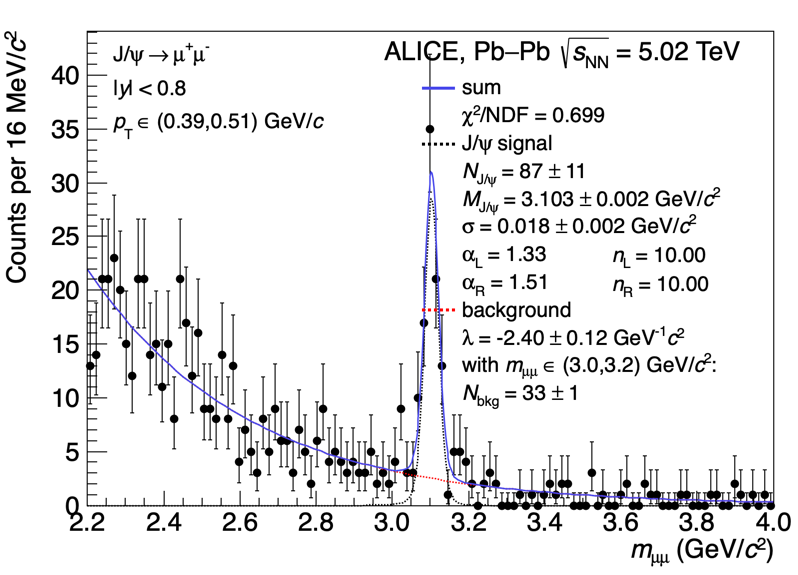 J/ψ → μ⁺μ⁻
|y| < 0.8
p_T ∈ (0.39,0.51) GeV/c
ALICE, Pb–Pb √s_NN = 5.02 TeV
sum
χ²/NDF = 0.699
J/ψ signal
N_J/ψ = 87 ± 11
M_J/ψ = 3.103 ± 0.002 GeV/c²
σ = 0.018 ± 0.002 GeV/c²
α_L = 1.33 n_L = 10.00
α_R = 1.51 n_R = 10.00
background
λ = -2.40 ± 0.12 GeV⁻¹c²
with m_μμ ∈ (3.0,3.2) GeV/c²:
N_bkg = 33 ± 1
Counts per 16 MeV/c²
40
35
30
25
20
15
10
5
0
2.2 2.4 2.6 2.8 3.0 3.2 3.4 3.6 3.8 4.0
m_μμ (GeV/c²)